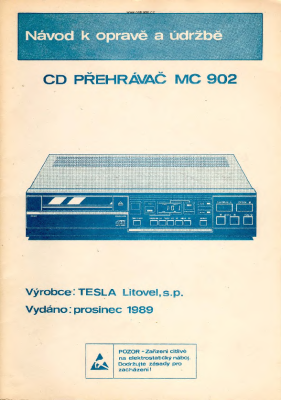 Návod k opravě a údržbě
CD PŘEHRÁVAČ MC 902
Výrobce: TESLA Litovel, s.p.
Vydáno: prosinec 1989
POZOR - Zařízení citlivé
na elektrostatický náboj.
Dodržujte zásady pro
zacházení!